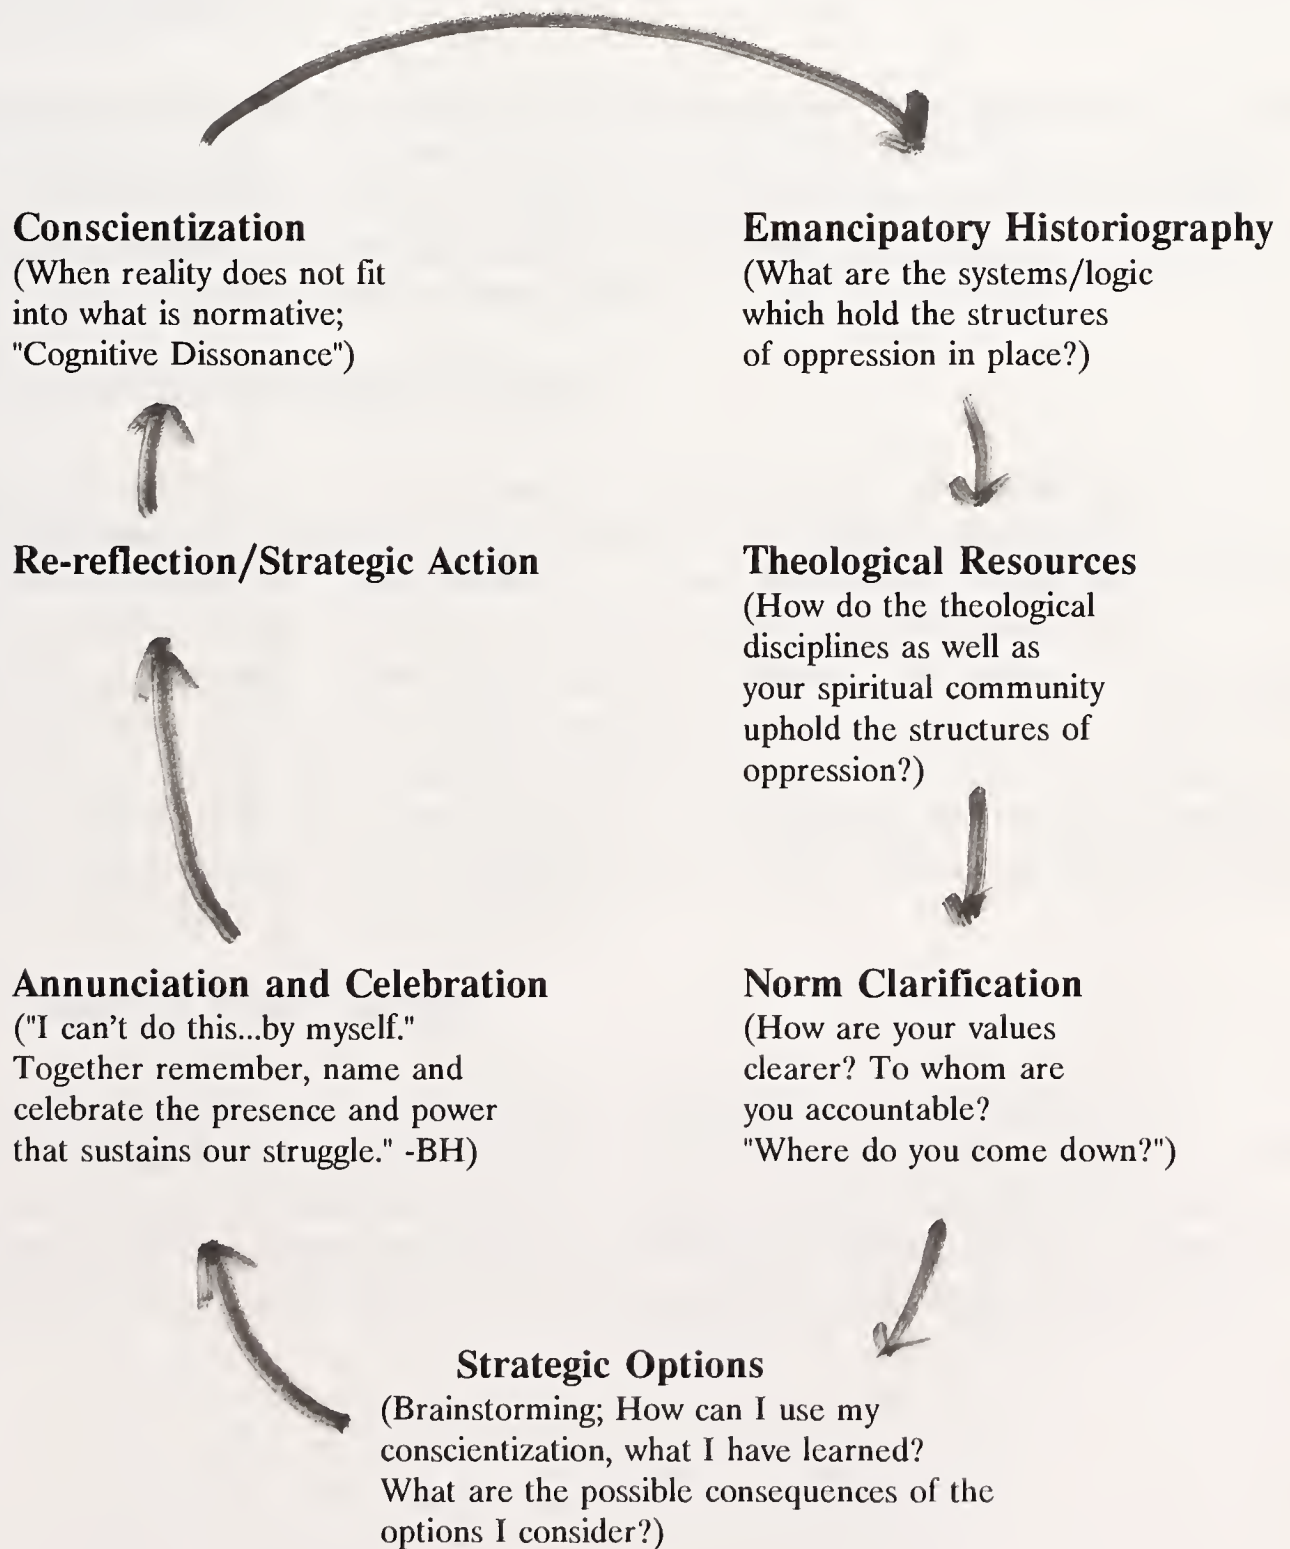 Conscientization
(When reality does not fit
into what is normative;
"Cognitive Dissonance")
Emancipatory Historiography
(What are the systems/logic
which hold the structures
of oppression in place?)
Theological Resources
(How do the theological
disciplines as well as
your spiritual community
uphold the structures of
oppression?)
Norm Clarification
(How are your values
clearer? To whom are
you accountable?
"Where do you come down?")
Strategic Options
(Brainstorming; How can I use my
conscientization, what I have learned?
What are the possible consequences of the
options I consider?)
Annunciation and Celebration
("I can't do this...by myself."
Together remember, name and
celebrate the presence and power
that sustains our struggle." -BH)
Re-reflection/Strategic Action